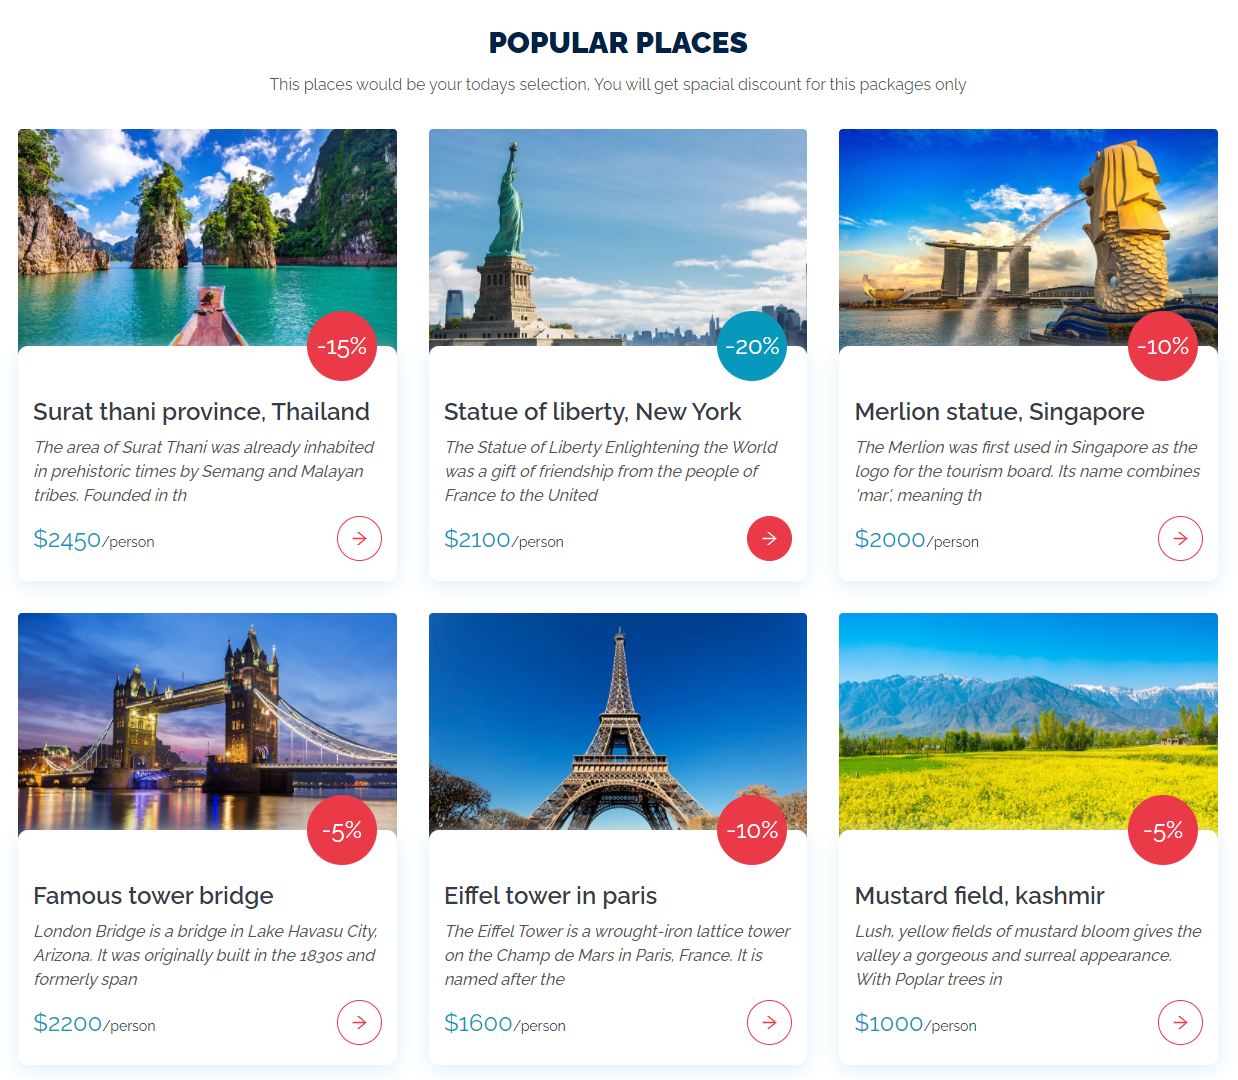 POPULAR PLACES
This places would be your todays selection, You will get spacial discount for this packages only
-15%
Surat thani province, Thailand
The area of Surat Thani was already inhabited
in prehistoric times by Semang and Malayan
tribes. Founded in th
$2450/person
-20%
Statue of liberty, New York
The Statue of Liberty Enlightening the World
was a gift of friendship from the people of
France to the United
$2100/person
-10%
Merlion statue, Singapore
The Merlion was first used in Singapore as the
logo for the tourism board. Its name combines
'mar', meaning th
$2000/person
-5%
Famous tower bridge
London Bridge is a bridge in Lake Havasu City,
Arizona. It was originally built in the 1830s and
formerly span
$2200/person
-10%
Eiffel tower in paris
The Eiffel Tower is a wrought-iron lattice tower
on the Champ de Mars in Paris, France. It is
named after the
$1600/person
-5%
Mustard field, kashmir
Lush, yellow fields of mustard bloom gives the
valley a gorgeous and surreal appearance.
With Poplar trees in
$1000/person